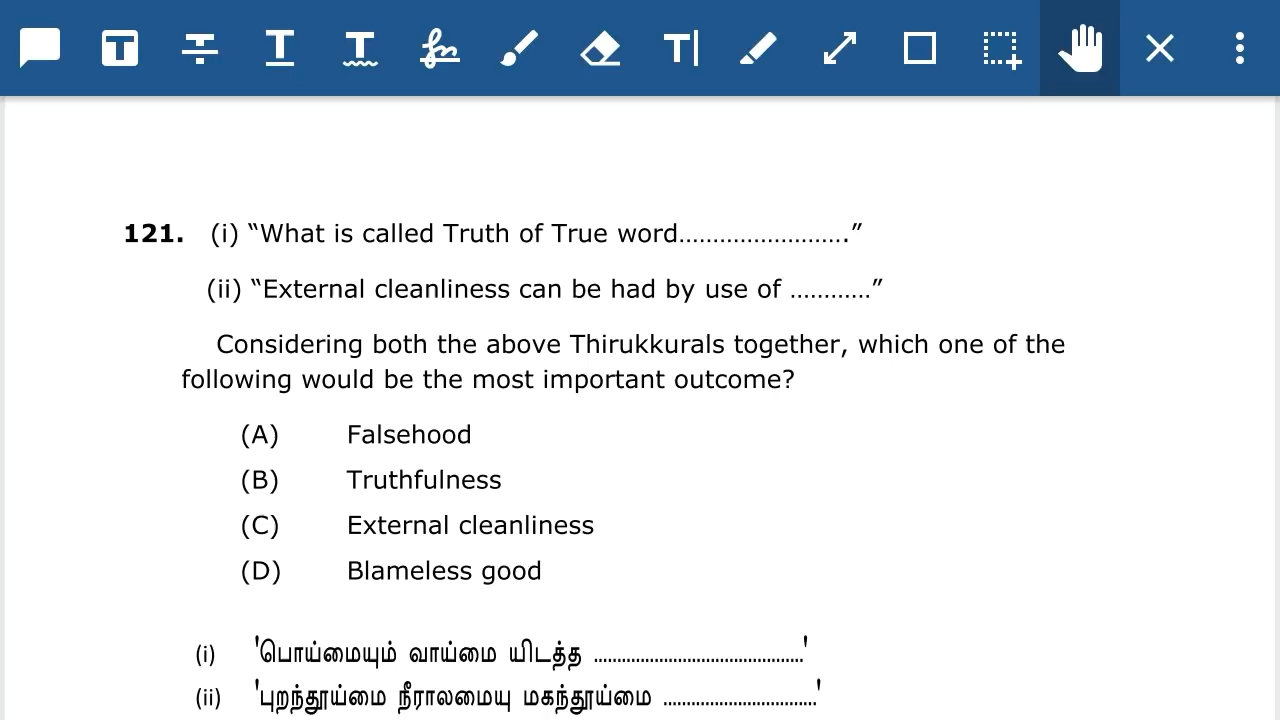 121. (i) “What is called Truth of True word…………………….”
(ii) “External cleanliness can be had by use of …………”
Considering both the above Thirukkurals together, which one of the
following would be the most important outcome?
(A) Falsehood
(B) Truthfulness
(C) External cleanliness
(D) Blameless good
(i) 'பொய்மையும் வாய்மை யிடத்த ............................................'
(ii) 'புறந்தூய்மை நீராலமையு மகந்தூய்மை ................................'